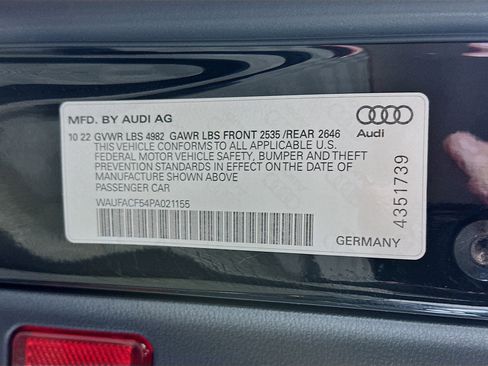 MFD. BY AUDI AG
10 22 GVWR LBS 4982 GAWR LBS FRONT 2535 /REAR 2646
THIS VEHICLE CONFORMS TO ALL APPLICABLE U.S.
FEDERAL MOTOR VEHICLE SAFETY, BUMPER AND THEFT
PREVENTION STANDARDS IN EFFECT ON THE DATE OF
MANUFACTURE SHOWN ABOVE
PASSENGER CAR
WAUFACF54PA021155
Audi
4351739
GERMANY